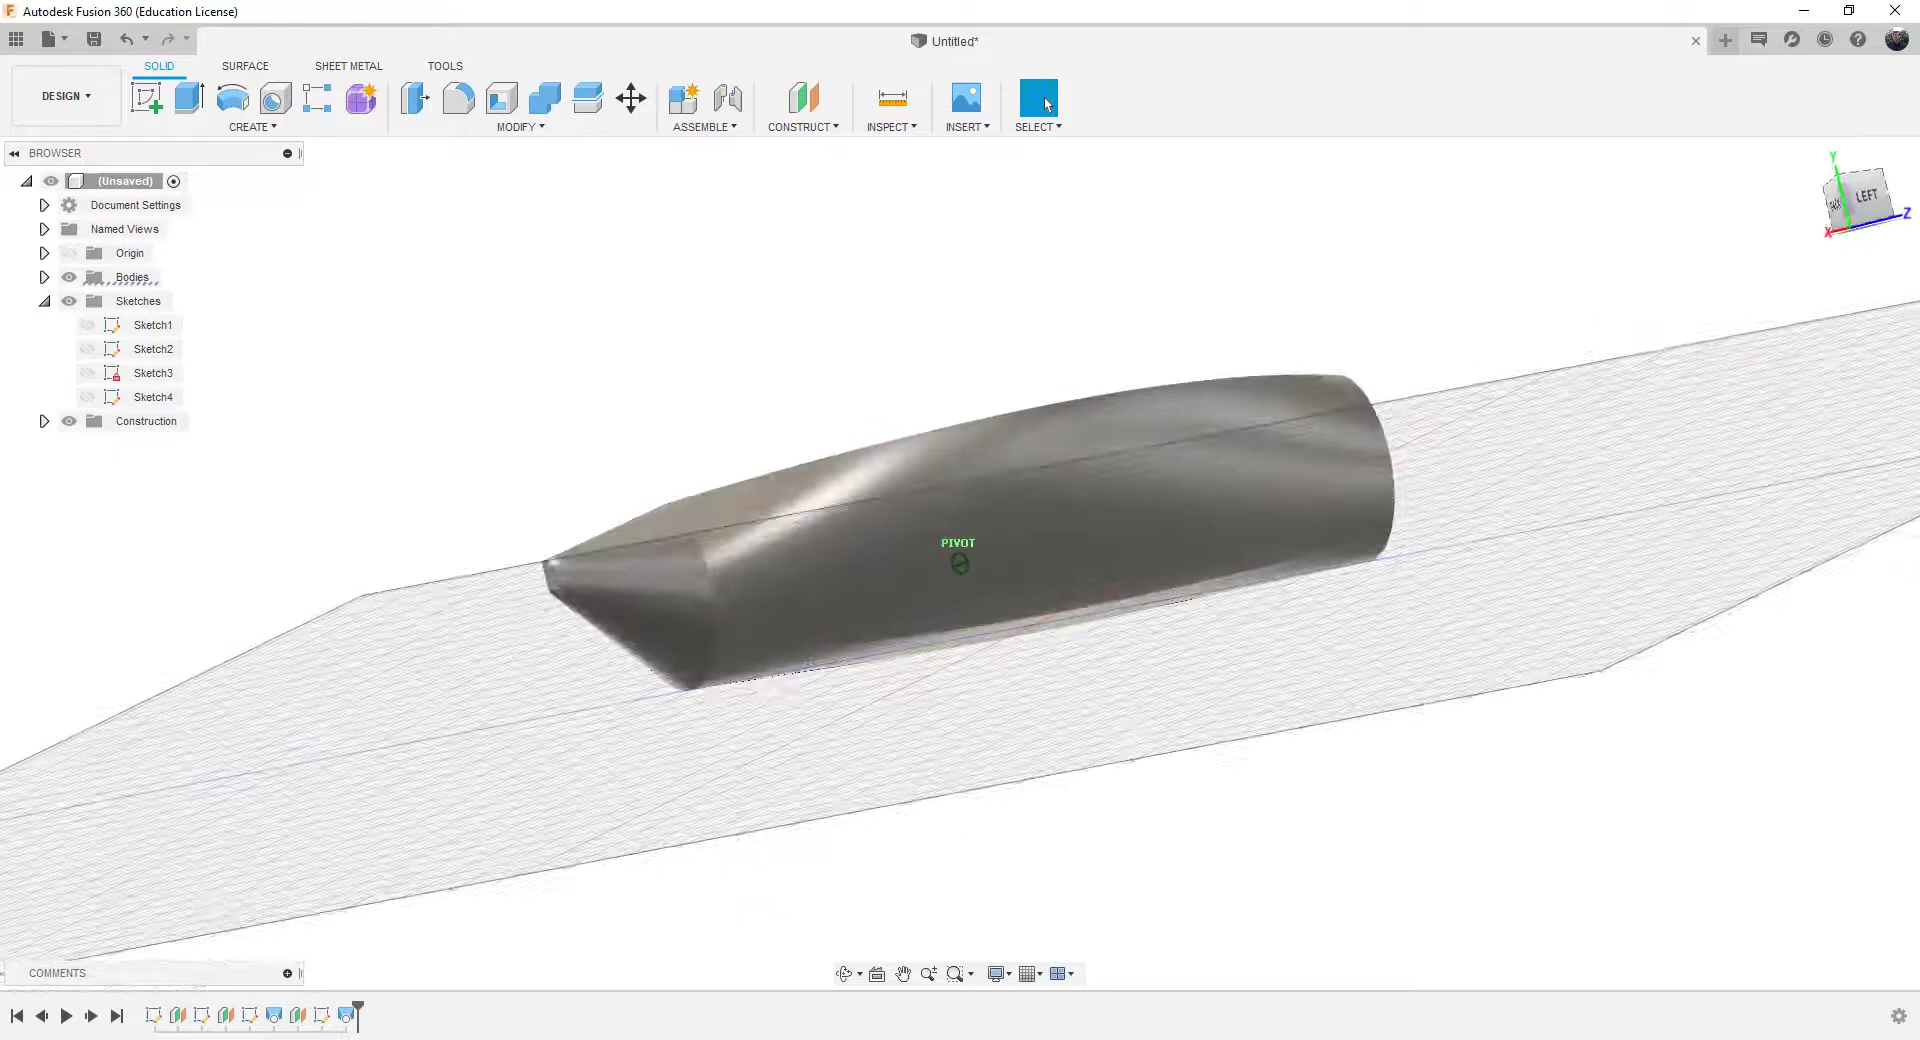 Autodesk Fusion 360 (Education License)
Untitled*
SOLID SURFACE SHEET METAL TOOLS
DESIGN
CREATE MODIFY ASSEMBLE CONSTRUCT INSPECT INSERT SELECT
BROWSER
(Unsaved)
Document Settings
Named Views
Origin
Bodies
Sketches
Sketch1
Sketch2
Sketch3
Sketch4
Construction
Y
LEFT
Z
X
PIVOT
COMMENTS